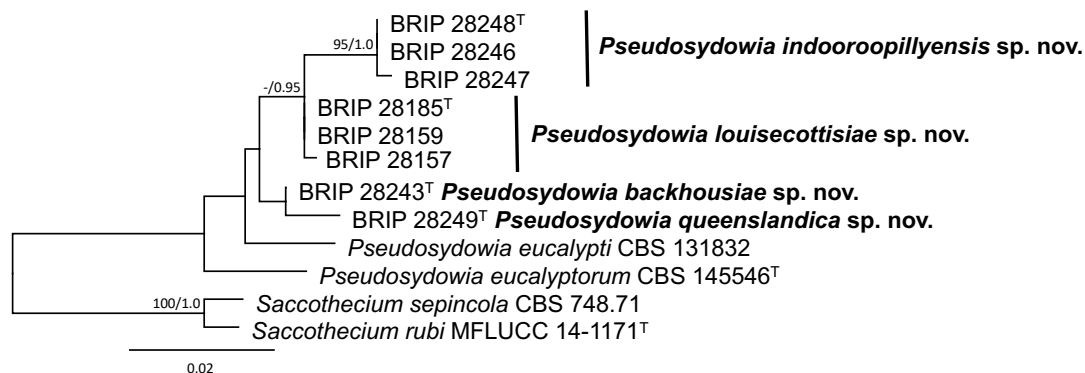 BRIP 28248ᵀ
95/1.0
BRIP 28246
Pseudosydowia indooroopillyensis sp. nov.
BRIP 28247
-/0.95
BRIP 28185ᵀ
BRIP 28159
Pseudosydowia louisecottisiae sp. nov.
BRIP 28157
BRIP 28243ᵀ Pseudosydowia backhousiae sp. nov.
BRIP 28249ᵀ Pseudosydowia queenslandica sp. nov.
Pseudosydowia eucalypti CBS 131832
Pseudosydowia eucalyptorum CBS 145546ᵀ
100/1.0
Saccothecium sepincola CBS 748.71
Saccothecium rubi MFLUCC 14-1171ᵀ
0.02